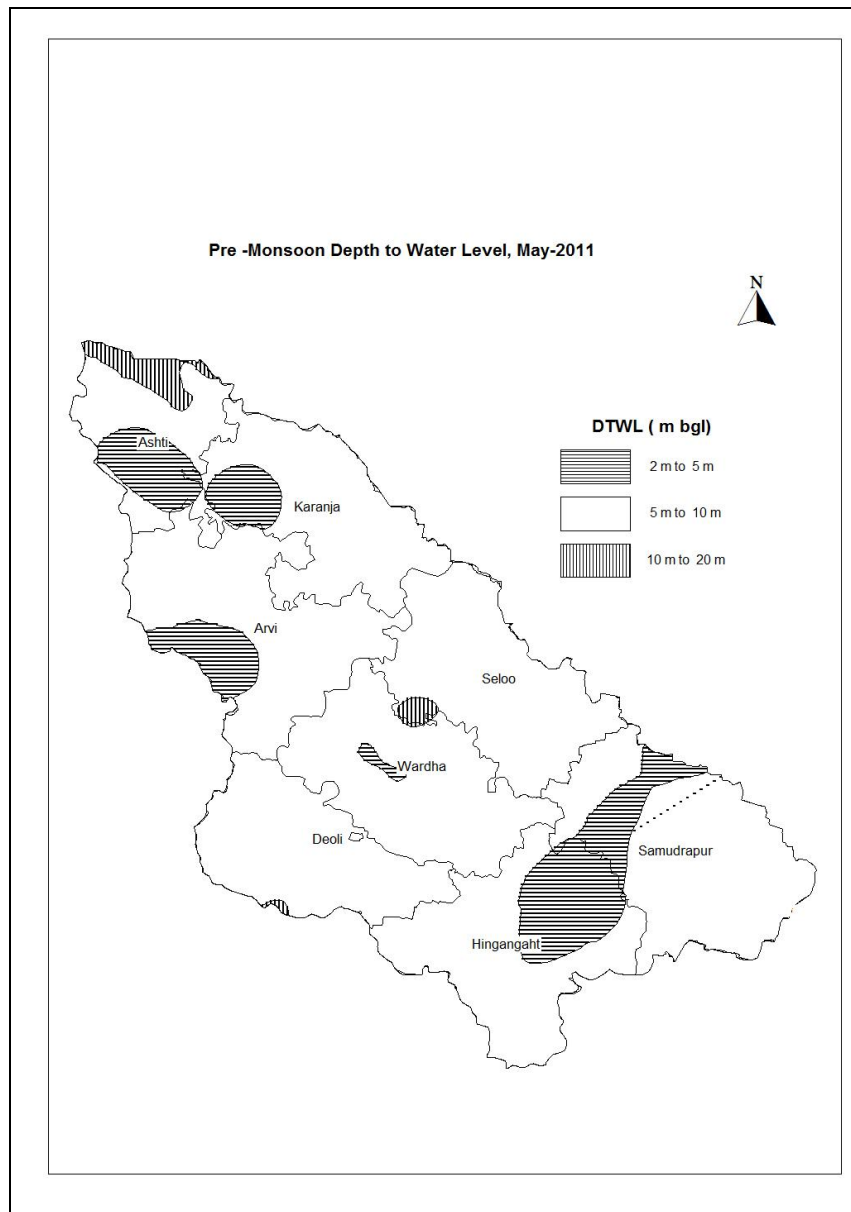 Pre -Monsoon Depth to Water Level, May-2011
N
DTWL ( m bgl)
2 m to 5 m
5 m to 10 m
10 m to 20 m
Ashti
Karanja
Arvi
Seloo
Wardha
Deoli
Samudrapur
Hingangaht